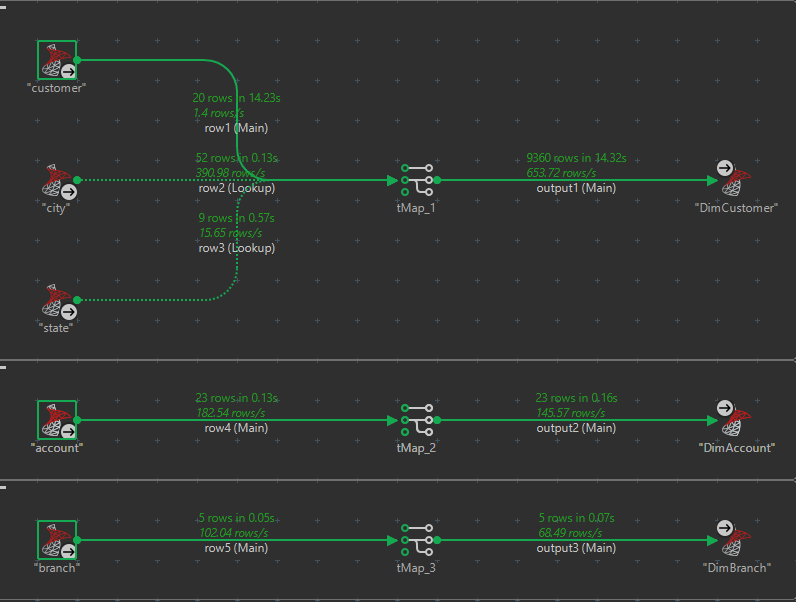 "customer"
20 rows in 14.23s
1.4 rows/s
row1 (Main)
52 rows in 0.13s
390.98 rows/s
row2 (Lookup)
"city"
9360 rows in 14.32s
653.72 rows/s
output1 (Main)
tMap_1
"DimCustomer"
9 rows in 0.57s
15.65 rows/s
row3 (Lookup)
"state"
23 rows in 0.13s
182.54 rows/s
row4 (Main)
23 rows in 0.16s
145.57 rows/s
output2 (Main)
"account"
tMap_2
"DimAccount"
5 rows in 0.05s
102.04 rows/s
row5 (Main)
5 rows in 0.07s
68.49 rows/s
output3 (Main)
"branch"
tMap_3
"DimBranch"